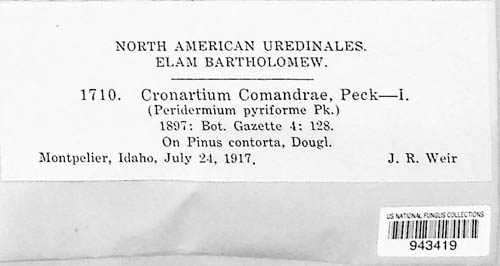 NORTH AMERICAN UREDINALES.
ELAM BARTHOLOMEW.
1710. Cronartium Comandrae, Peck—I.
(Peridermium pyriforme Pk.)
1897: Bot. Gazette 4: 128.
On Pinus contorta, Dougl.
Montpelier, Idaho, July 24, 1917. J. R. Weir
US NATIONAL FUNGUS COLLECTIONS
943419